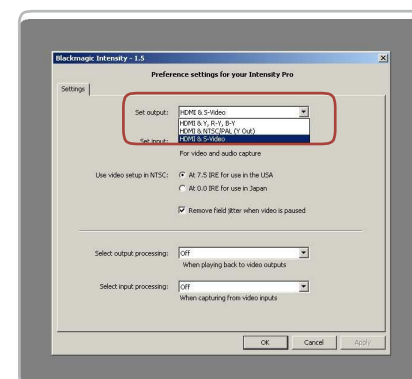 Blackmagic Intensity - 1.5
Preference settings for your Intensity Pro
Settings
Set output: HDMI & S-Video
HDMI & Y, R-Y, B-Y
HDMI & NTSC/PAL (Y Out)
HDMI & S-Video
Set input:
For video and audio capture
Use video setup in NTSC: At 7.5 IRE for use in the USA
At 0.0 IRE for use in Japan
Remove field jitter when video is paused
Select output processing: Off
When playing back to video outputs
Select input processing: Off
When capturing from video inputs
OK Cancel Apply